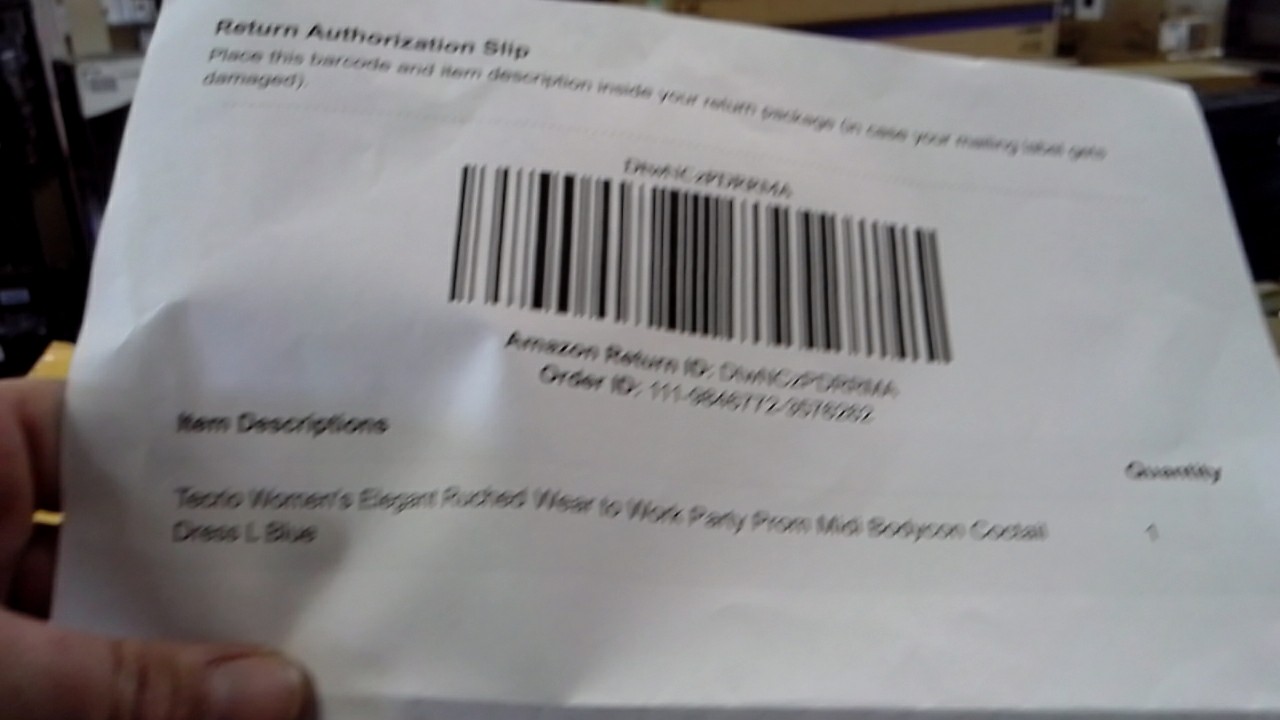 Return Authorization Slip
Place this barcode and item description inside your return package (in case your mailing label gets
damaged).
Amazon Return ID:
Order ID:
Item Descriptions
Quantity
Women's Elegant Ruched Wear to Work Party Prom Midi Bodycon Coctail
Dress L Blue
1